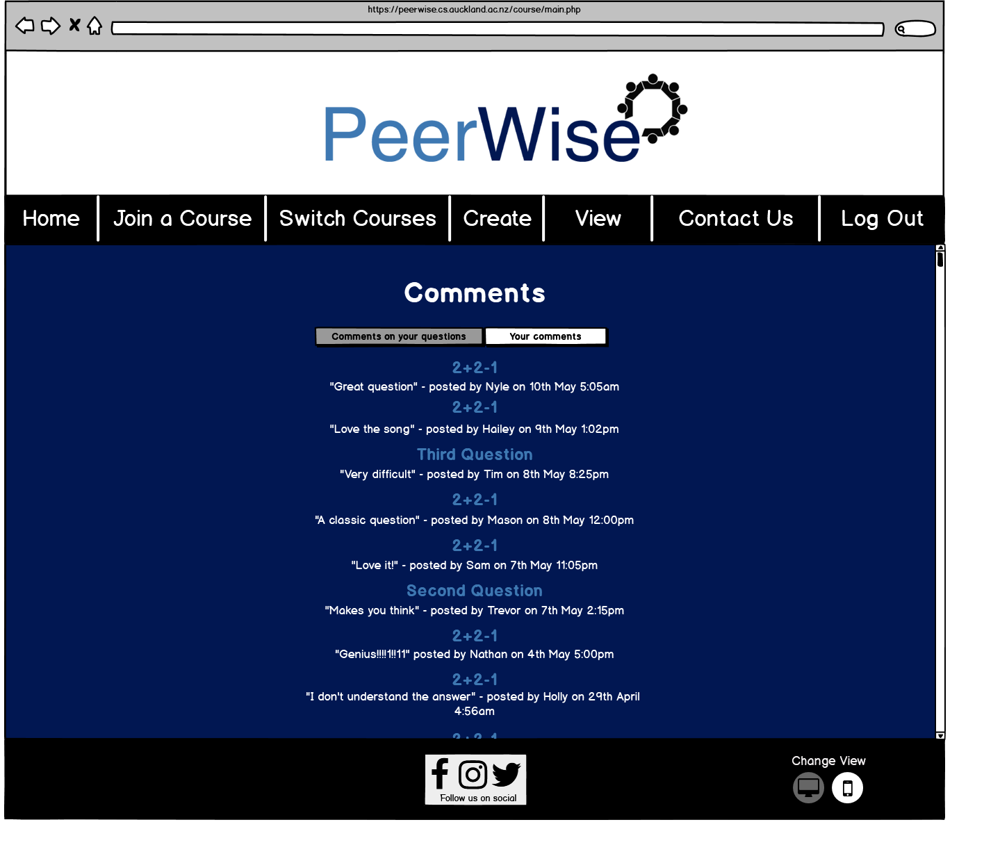 https://peerwise.cs.auckland.ac.nz/course/main.php
PeerWise
Home Join a Course Switch Courses Create View Contact Us Log Out
Comments
Comments on your questions Your comments
2+2-1
"Great question" - posted by Nyle on 10th May 5:05am
2+2-1
"Love the song" - posted by Hailey on 9th May 1:02pm
Third Question
"Very difficult" - posted by Tim on 8th May 8:25pm
2+2-1
"A classic question" - posted by Mason on 8th May 12:00pm
2+2-1
"Love it!" - posted by Sam on 7th May 11:05pm
Second Question
"Makes you think" - posted by Trevor on 7th May 2:15pm
2+2-1
"Genius!!!!1!!11" posted by Nathan on 4th May 5:00pm
2+2-1
"I don't understand the answer" - posted by Holly on 29th April
4:56am
2+2-1
Change View
Follow us on social